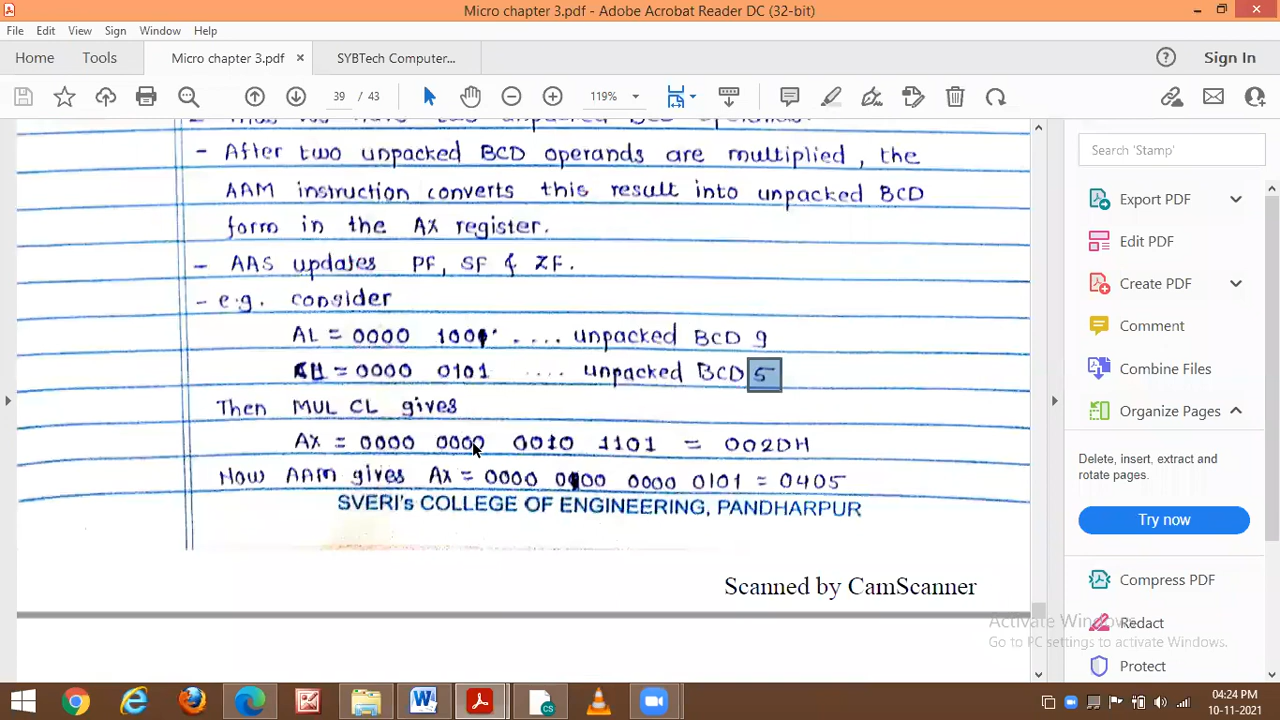 Micro chapter 3.pdf - Adobe Acrobat Reader DC (32-bit)
File Edit View Sign Window Help
Home Tools Micro chapter 3.pdf × SYBTech Computer... Sign In
39 / 43 119%
- After two unpacked BCD operands are multiplied, the
AAM instruction converts this result into unpacked BCD
form in the AX register.
- AAS updates PF, SF & ZF.
- e.g. consider
AL = 0000 1001 .... unpacked BCD 9
= 0000 0101 .... unpacked BCD 5
Then MUL CL gives
AX = 0000 0000 0010 1101 = 002DH
Now AAM gives AX = 0000 0100 0000 0101 = 0405
SVERI's COLLEGE OF ENGINEERING, PANDHARPUR
Scanned by CamScanner
Search 'Stamp'
Export PDF
Edit PDF
Create PDF
Comment
Combine Files
Organize Pages
Delete, insert, extract and
rotate pages.
Try now
Compress PDF
Redact
Protect
Activate Windows
Go to PC settings to activate Windows.
04:24 PM
10-11-2021